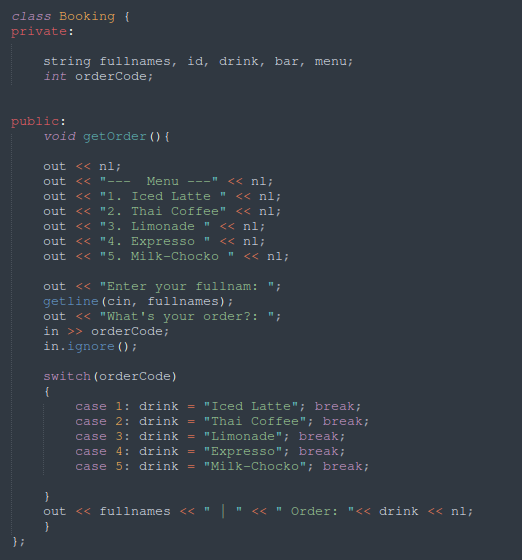 class Booking {
private:
string fullnames, id, drink, bar, menu;
int orderCode;
public:
void getOrder(){
out << nl;
out << "---  Menu ---" << nl;
out << "1. Iced Latte " << nl;
out << "2. Thai Coffee" << nl;
out << "3. Limonade " << nl;
out << "4. Expresso " << nl;
out << "5. Milk-Chocko " << nl;
out << "Enter your fullnam: ";
getline(cin, fullnames);
out << "What's your order?: ";
in >> orderCode;
in.ignore();
switch(orderCode)
{
case 1: drink = "Iced Latte"; break;
case 2: drink = "Thai Coffee"; break;
case 3: drink = "Limonade"; break;
case 4: drink = "Expresso"; break;
case 5: drink = "Milk-Chocko"; break;
}
out << fullnames << " | " << " Order: "<< drink << nl;
}
};